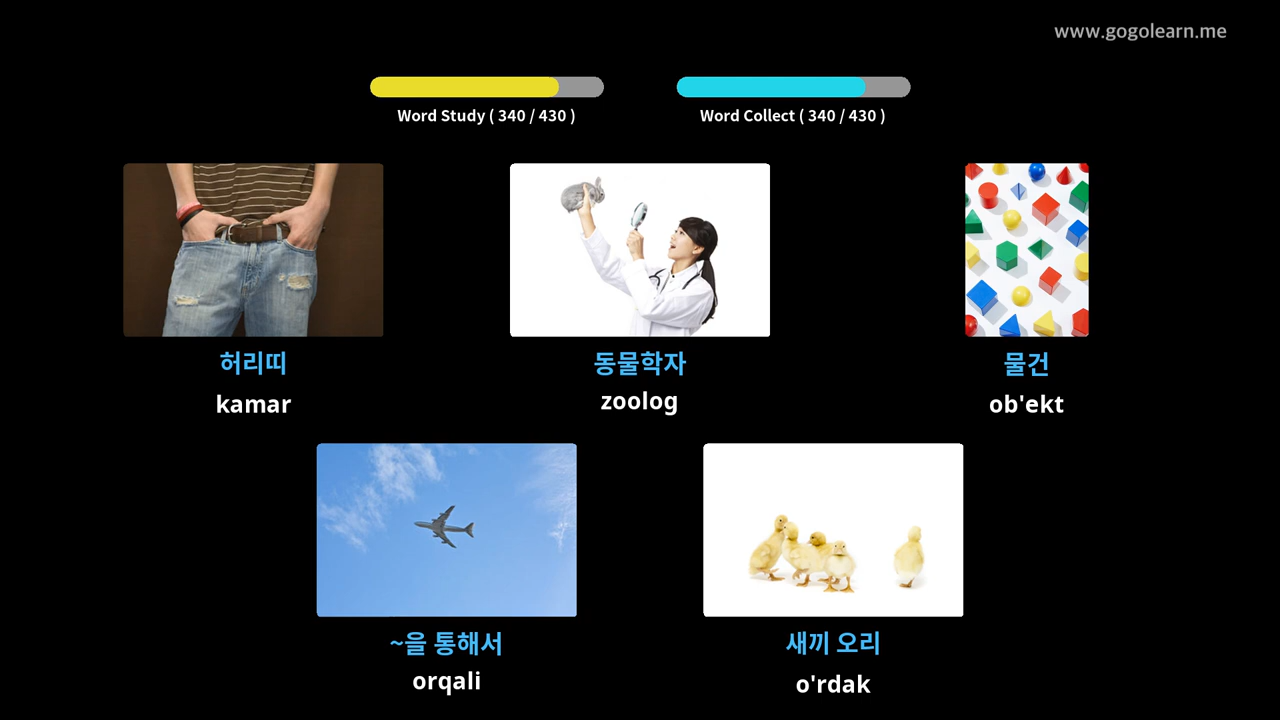 www.gogolearn.me
Word Study ( 340 / 430 )
Word Collect ( 340 / 430 )
허리띠
kamar
동물학자
zoolog
물건
ob'ekt
~을 통해서
orqali
새끼 오리
o'rdak